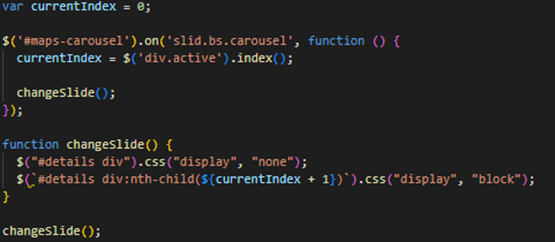 var currentIndex = 0;
$('#maps-carousel').on('slid.bs.carousel', function () {
currentIndex = $('div.active').index();
changeSlide();
});
function changeSlide() {
$("#details div").css("display", "none");
$(`#details div:nth-child(${currentIndex + 1})`).css("display", "block");
}
changeSlide();